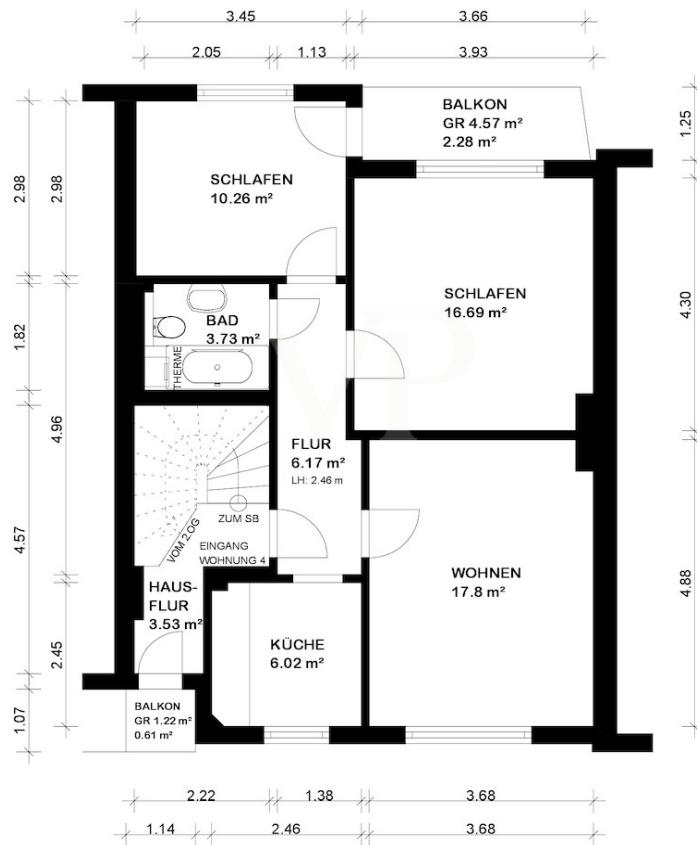 3.45
3.66
2.05
1.13
3.93
BALKON
GR 4.57 m²
2.28 m²
1.25
2.98
2.98
SCHLAFEN
10.26 m²
SCHLAFEN
16.69 m²
4.30
BAD
3.73 m²
THERME
1.82
4.96
VP
FLUR
6.17 m²
LH: 2.46 m
ZUM SB
VOM 2.OG
EINGANG
WOHNUNG 4
4.57
HAUS-
FLUR
3.53 m²
WOHNEN
17.8 m²
4.88
KÜCHE
6.02 m²
2.45
BALKON
GR 1.22 m²
0.61 m²
1.07
2.22
1.38
3.68
1.14
2.46
3.68